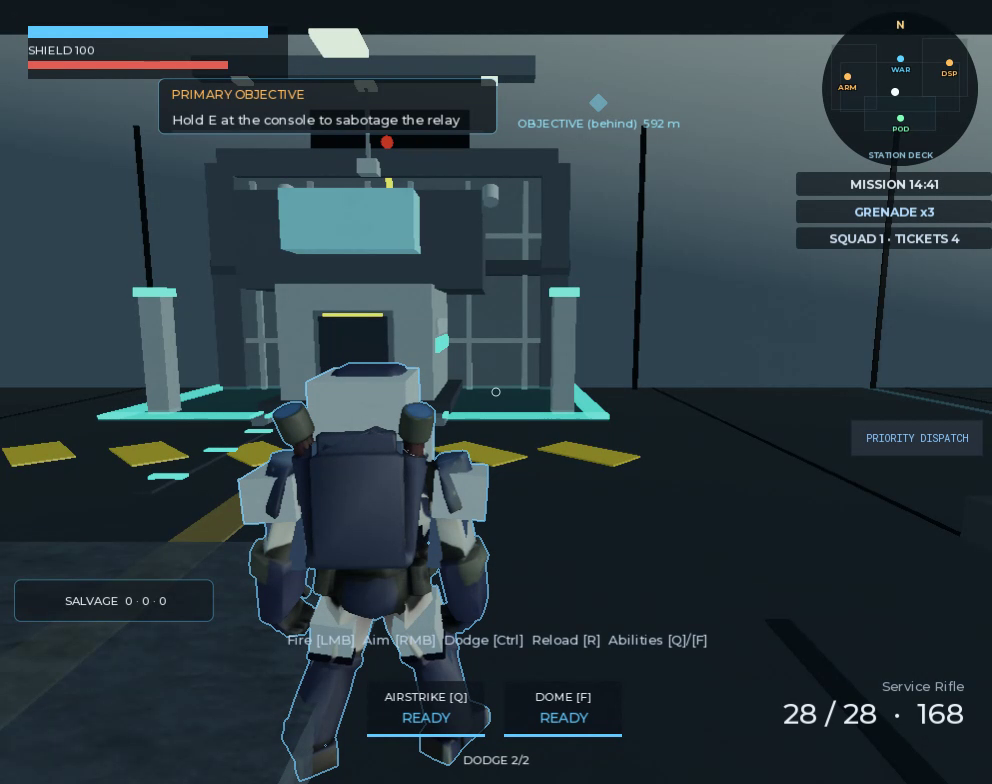 SHIELD 100
PRIMARY OBJECTIVE
Hold E at the console to sabotage the relay
OBJECTIVE (behind) 592 m
N
WAR
DSP
ARM
POD
STATION DECK
MISSION 14:41
GRENADE x3
SQUAD 1 · TICKETS 4
PRIORITY DISPATCH
SALVAGE 0 · 0 · 0
Fire [LMB] Aim [RMB] Dodge [Ctrl] Reload [R] Abilities [Q]/[F]
AIRSTRIKE [Q]
READY
DOME [F]
READY
DODGE 2/2
Service Rifle
28 / 28 · 168